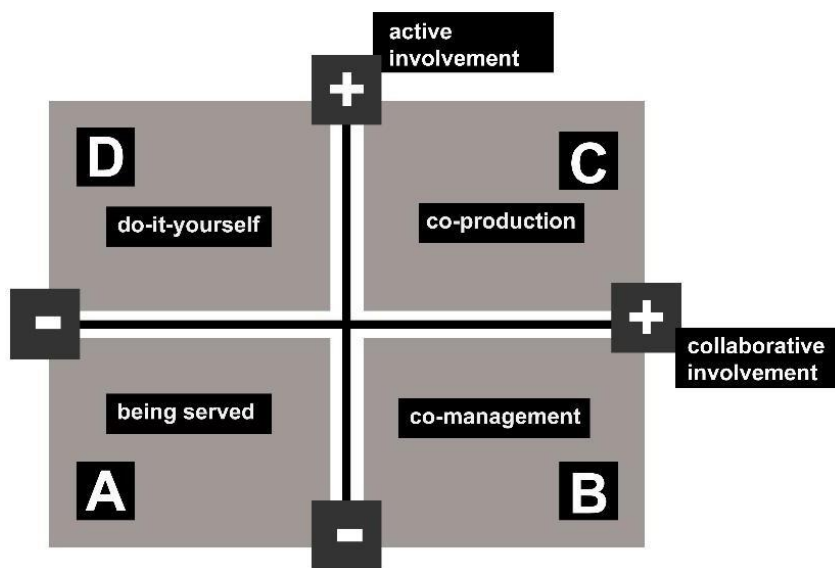 active
involvement
+
D
C
do-it-yourself
co-production
-
+
collaborative
involvement
being served
co-management
A
B
-